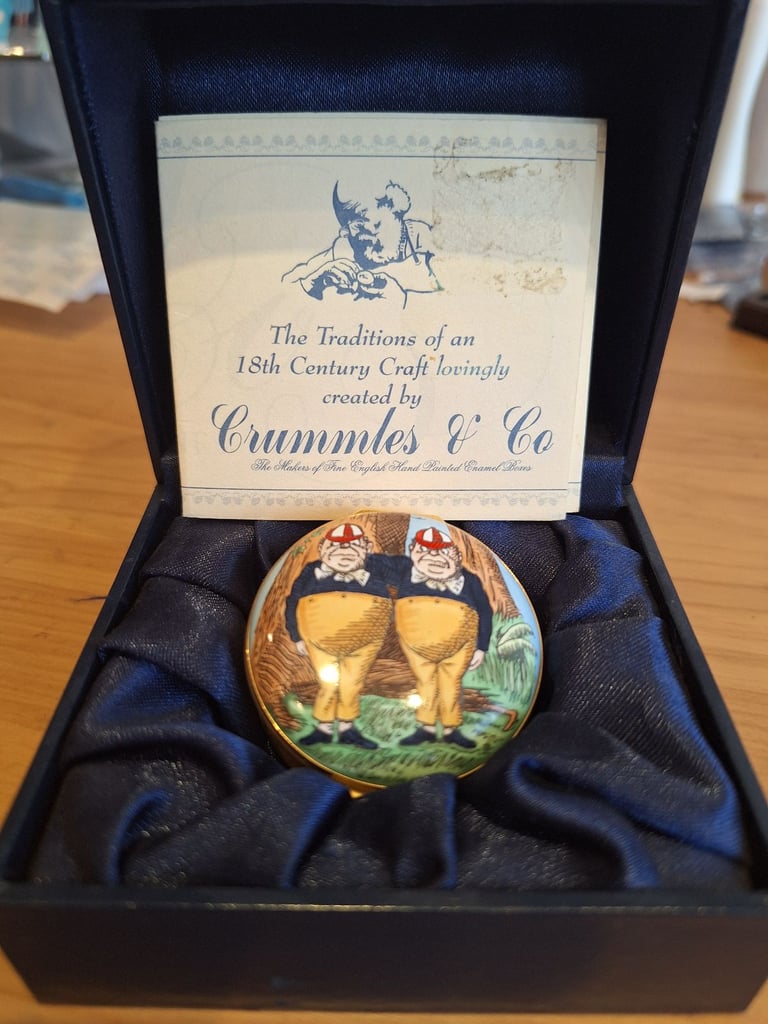 The Traditions of an
18th Century Craft lovingly
created by
Crummles & Co
The Makers of Fine English Hand Painted Enamel Boxes